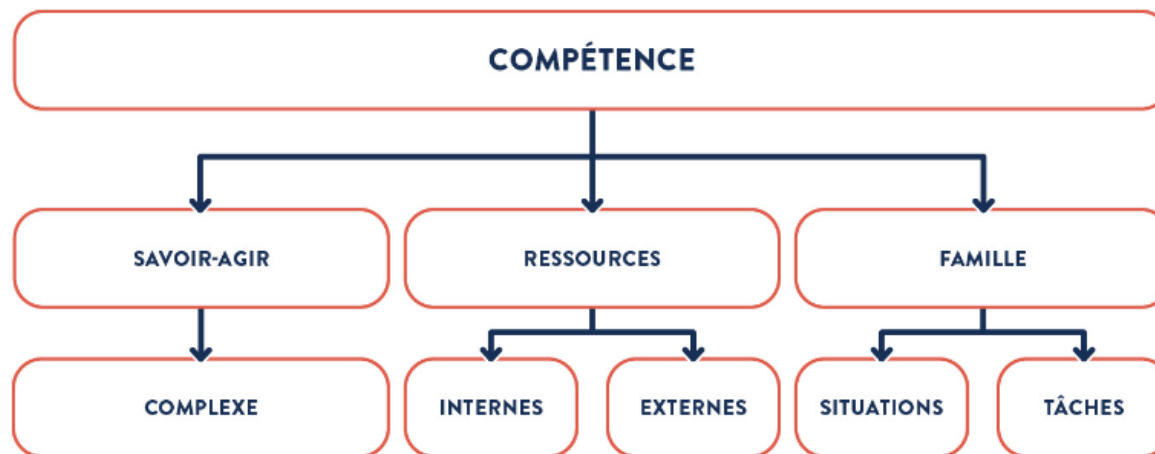 COMPÉTENCE
SAVOIR-AGIR
RESSOURCES
FAMILLE
COMPLEXE
INTERNES
EXTERNES
SITUATIONS
TÂCHES